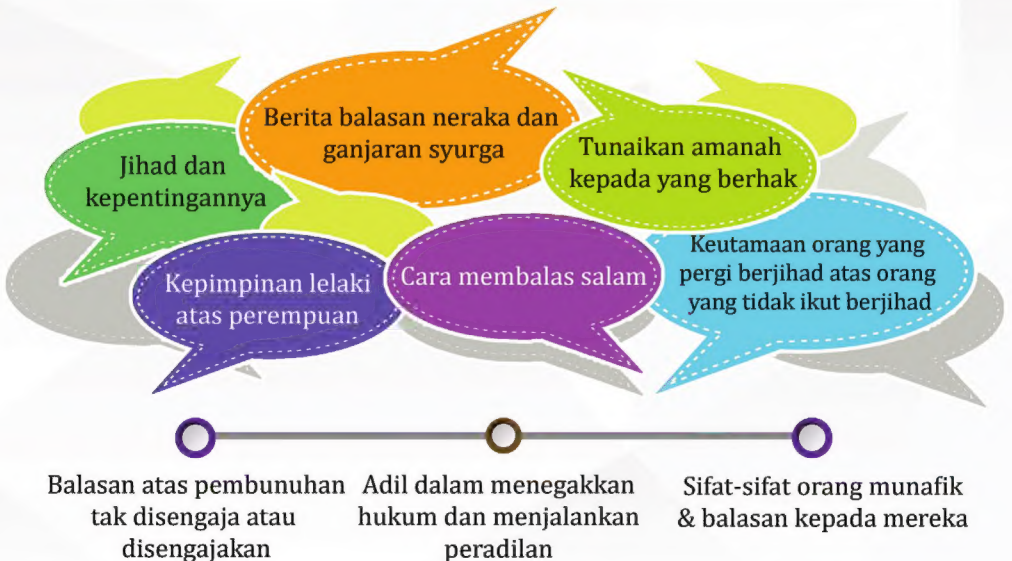 Berita balasan neraka dan
ganjaran syurga
Jihad dan
kepentingannya
Tunaikan amanah
kepada yang berhak
Kepimpinan lelaki
atas perempuan
Cara membalas salam
Keutamaan orang yang
pergi berjihad atas orang
yang tidak ikut berjihad
Balasan atas pembunuhan
tak disengaja atau
disengajakan
Adil dalam menegakkan
hukum dan menjalankan
peradilan
Sifat-sifat orang munafik
& balasan kepada mereka